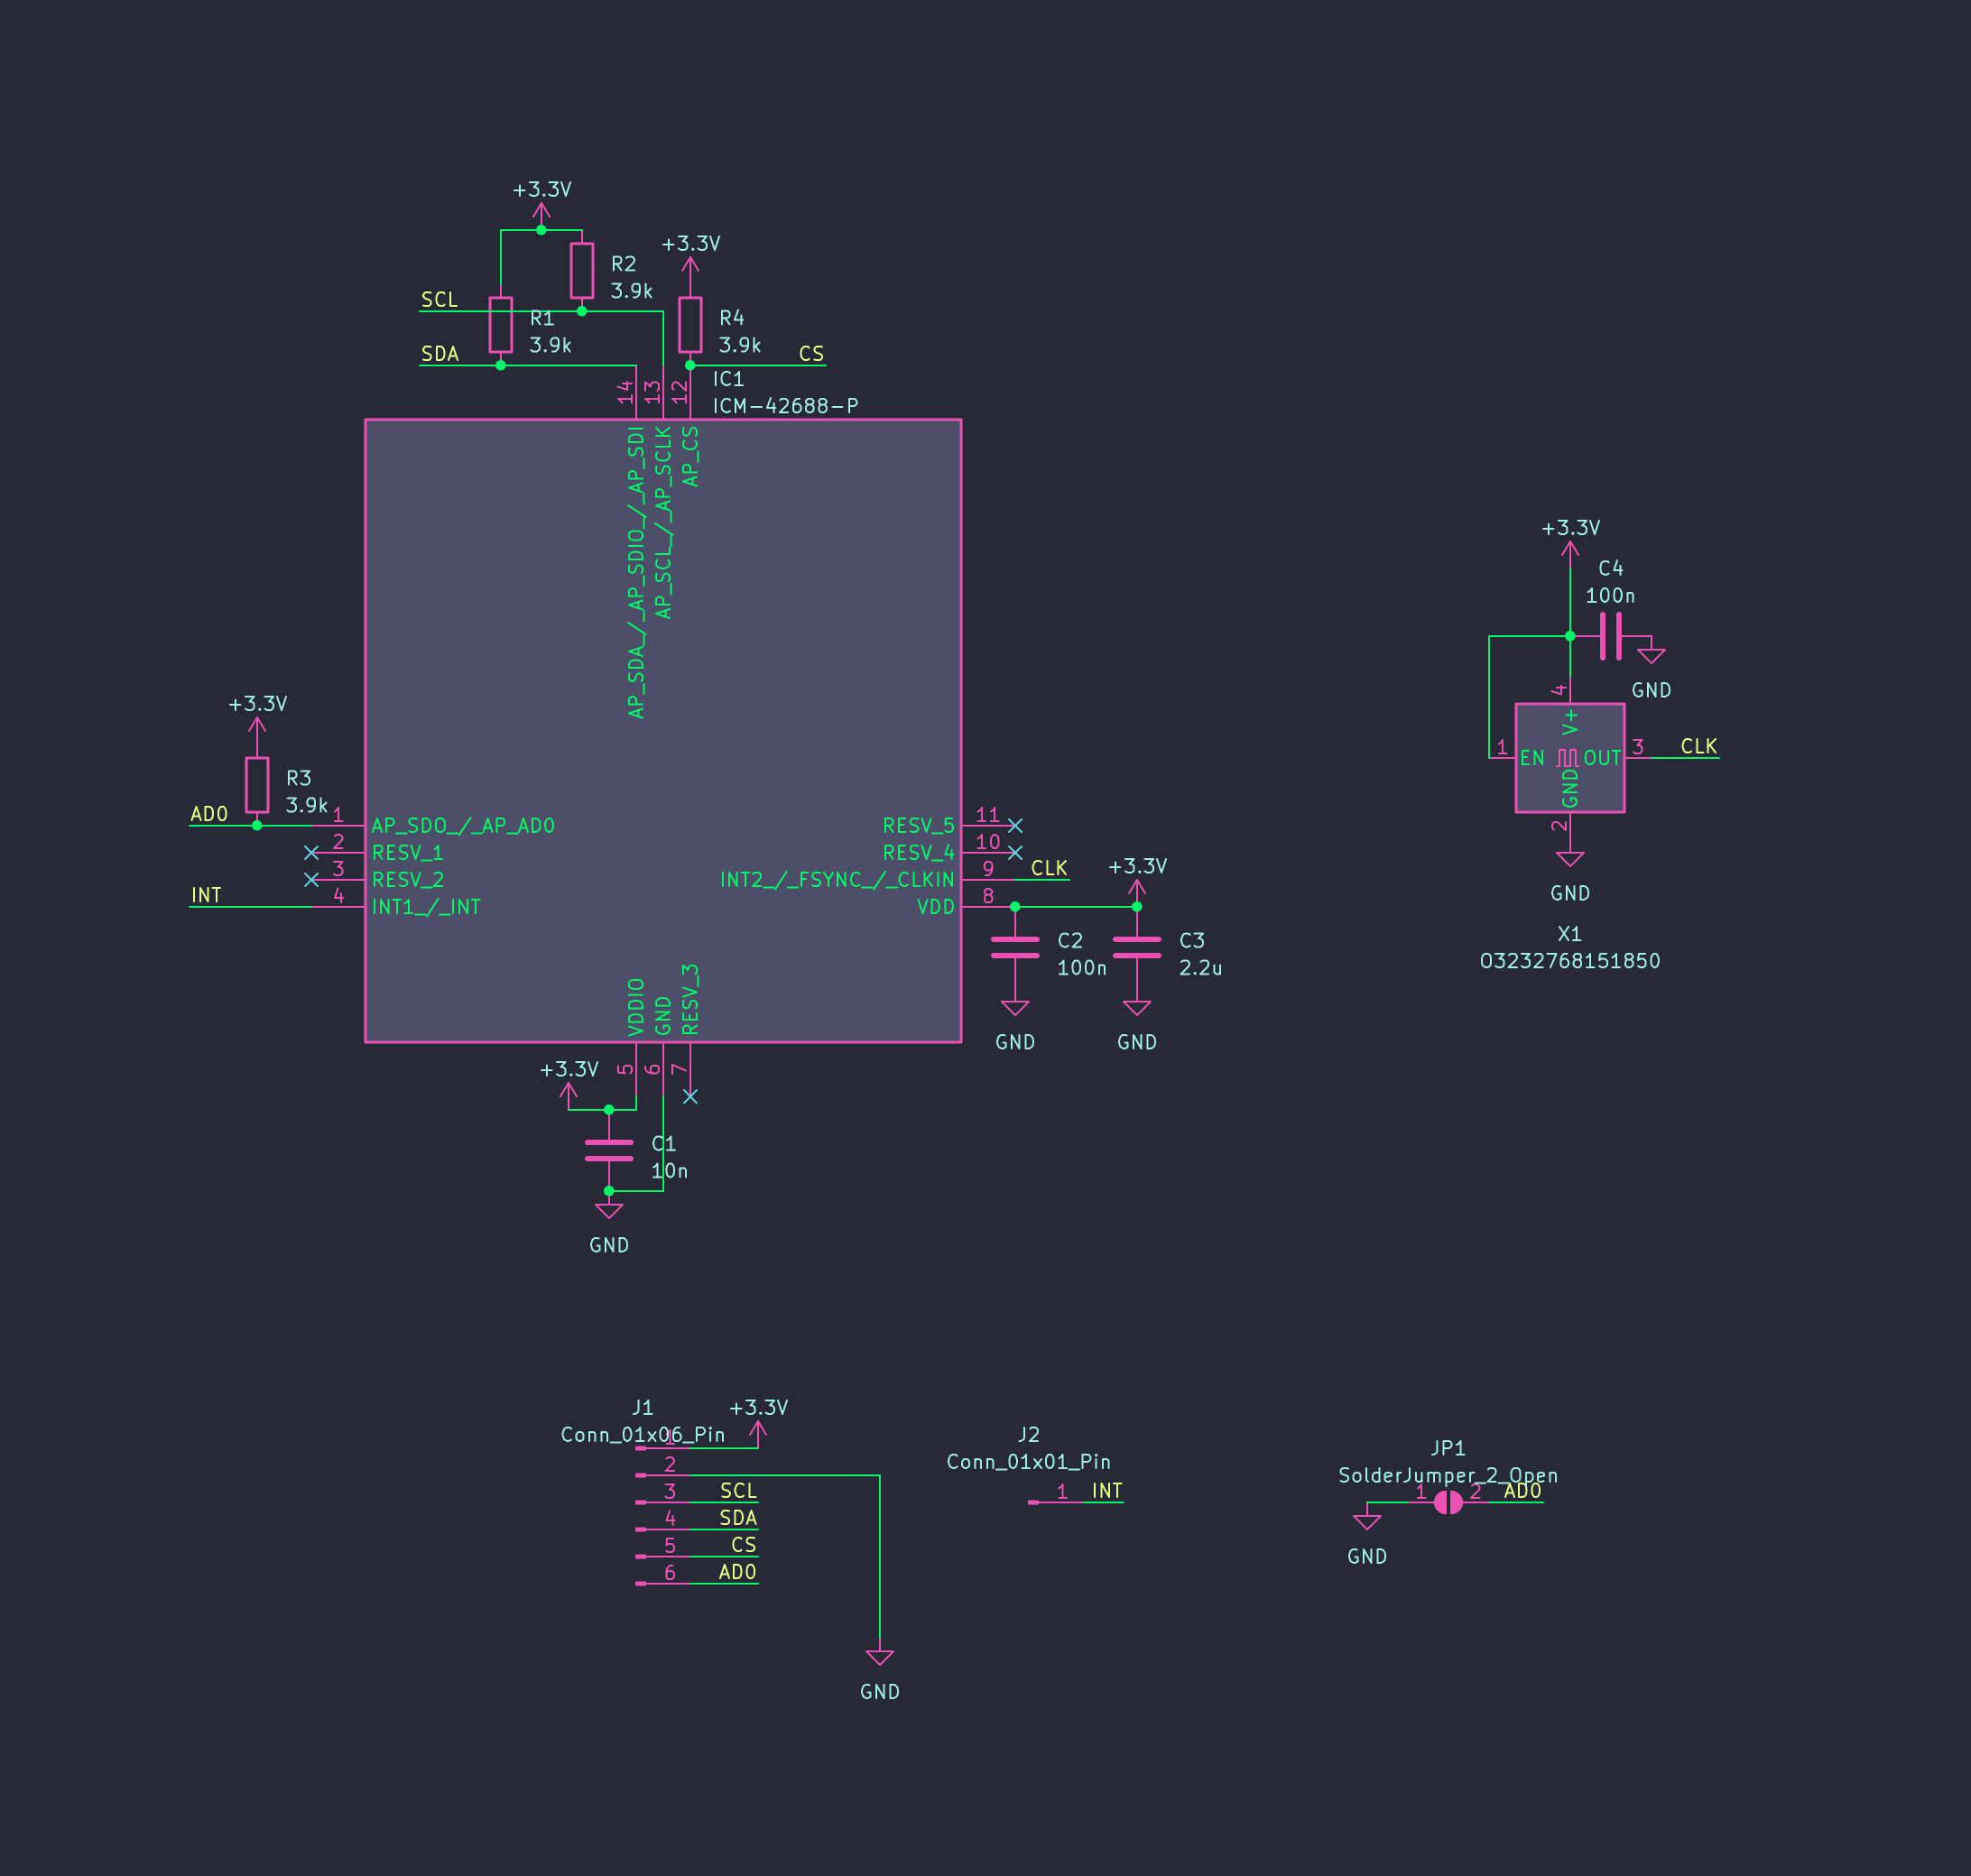 +3.3V
R2
3.9k
+3.3V
SCL
R1
3.9k
R4
3.9k
SDA
CS
14
13
12
IC1
ICM-42688-P
AP_SDA_/_AP_SDIO_/_AP_SDI
AP_SCL_/_AP_SCLK
AP_CS
+3.3V
C4
100n
GND
4
V+
1
EN
OUT
3
CLK
GND
2
GND
X1
O3232768151850
+3.3V
R3
3.9k
AD0
1
AP_SDO_/_AP_AD0
2
RESV_1
3
RESV_2
INT
4
INT1_/_INT
RESV_5
11
RESV_4
10
INT2_/_FSYNC_/_CLKIN
9
CLK
VDD
8
+3.3V
C2
100n
C3
2.2u
GND
GND
VDDIO
GND
RESV_3
5
6
7
+3.3V
C1
10n
GND
J1
Conn_01x06_Pin
+3.3V
1
2
3
SCL
4
SDA
5
CS
6
AD0
GND
J2
Conn_01x01_Pin
1
INT
JP1
SolderJumper_2_Open
1
2
AD0
GND